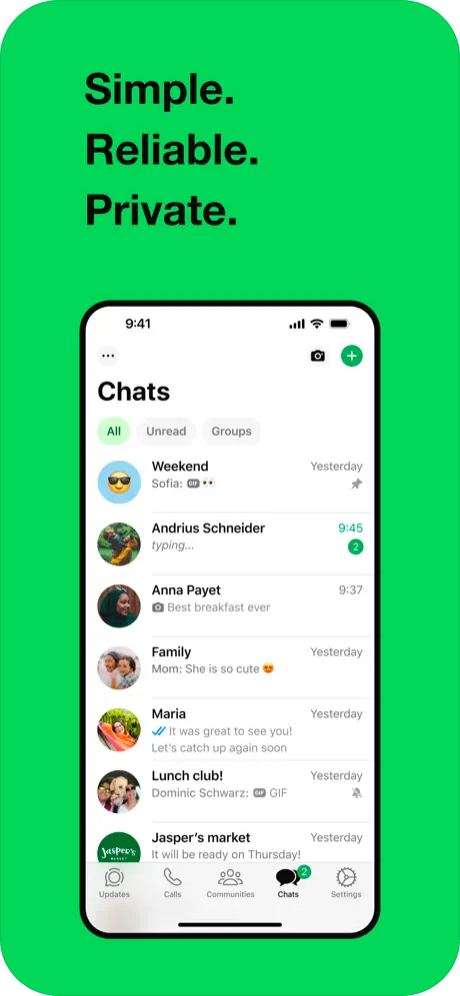 Simple.
Reliable.
Private.
9:41
Chats
All
Unread
Groups
Weekend
Yesterday
Sofia: GIF 👀
Andrius Schneider
9:45
typing...
2
Anna Payet
9:37
Best breakfast ever
Family
Yesterday
Mom: She is so cute 😍
Maria
Yesterday
It was great to see you!
Let's catch up again soon
Lunch club!
Yesterday
Dominic Schwarz: GIF GIF
Jasper's
MARKET
Jasper's market
Yesterday
It will be ready on Thursday!
2
Updates
Calls
Communities
Chats
Settings